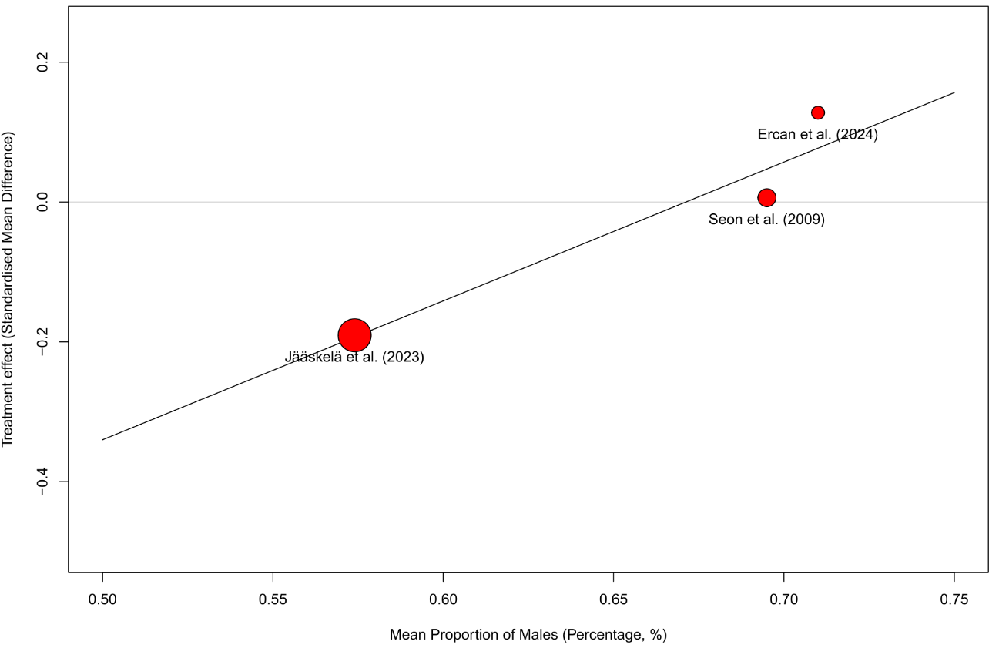 Treatment effect (Standardised Mean Difference)
0.2
0.0
−0.2
−0.4
Ercan et al. (2024)
Seon et al. (2009)
Jääskelä et al. (2023)
0.50 0.55 0.60 0.65 0.70 0.75
Mean Proportion of Males (Percentage, %)